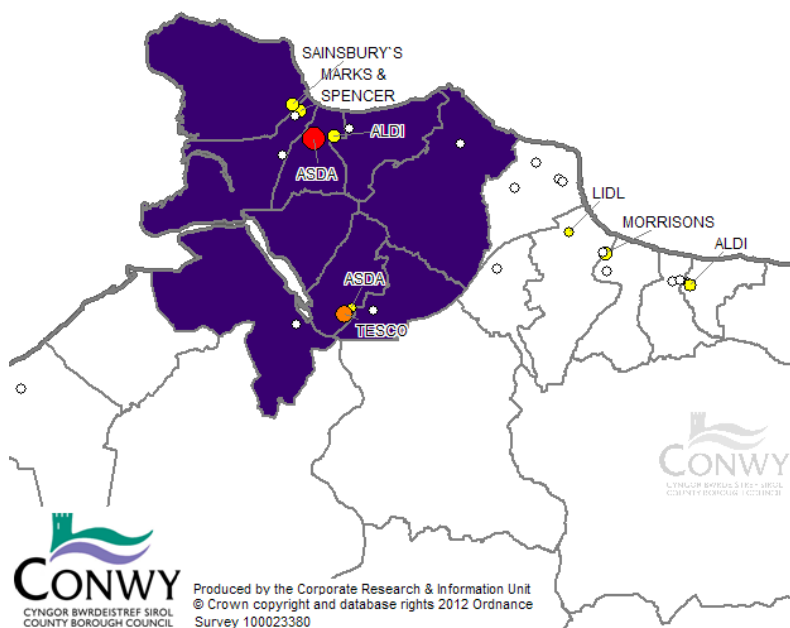 SAINSBURY`S
MARKS &
SPENCER
ALDI
ASDA
LIDL
MORRISONS
ALDI
ASDA
TESCO
CONWY
CYNGOR BWRDEISTREF SIROL
COUNTY BOROUGH COUNCIL
CONWY
CYNGOR BWRDEISTREF SIROL
COUNTY BOROUGH COUNCIL
Produced by the Corporate Research & Information Unit
© Crown copyright and database rights 2012 Ordnance
Survey 100023380